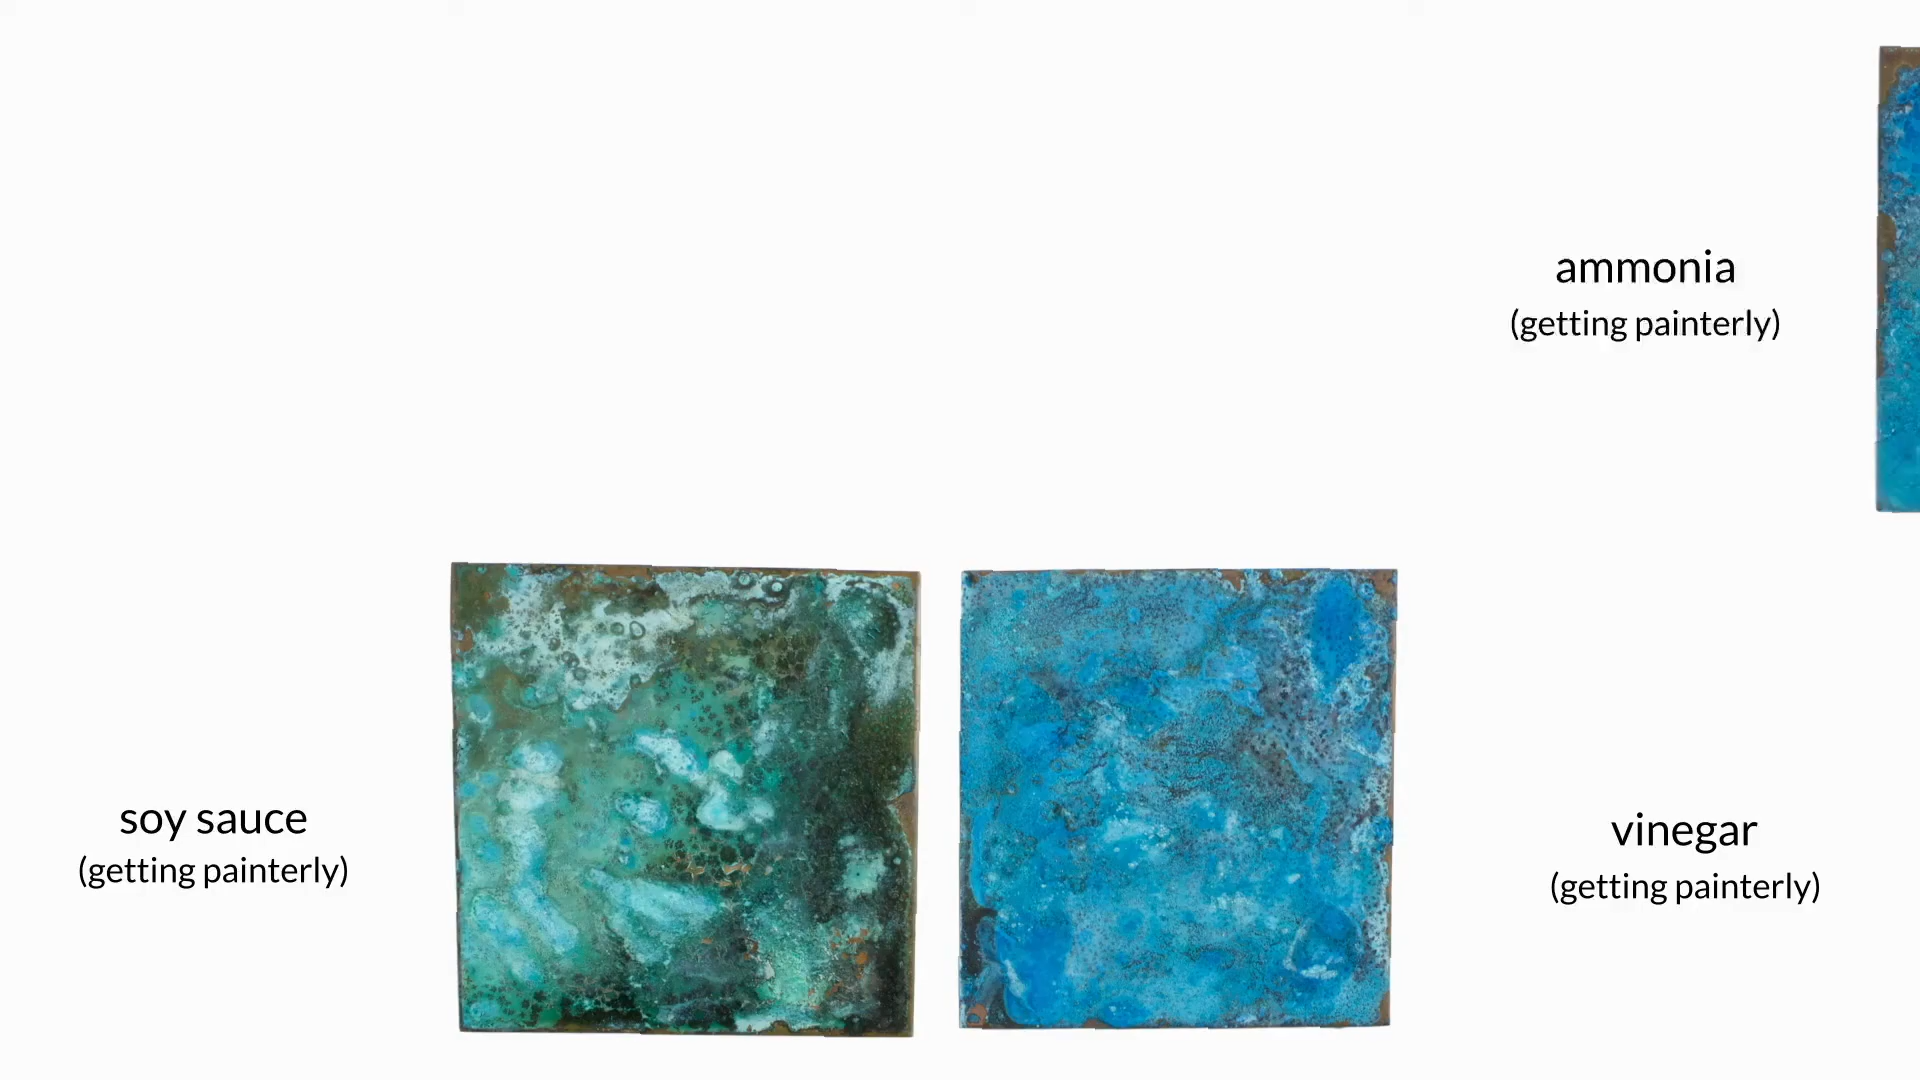 ammonia
(getting painterly)
soy sauce
(getting painterly)
vinegar
(getting painterly)